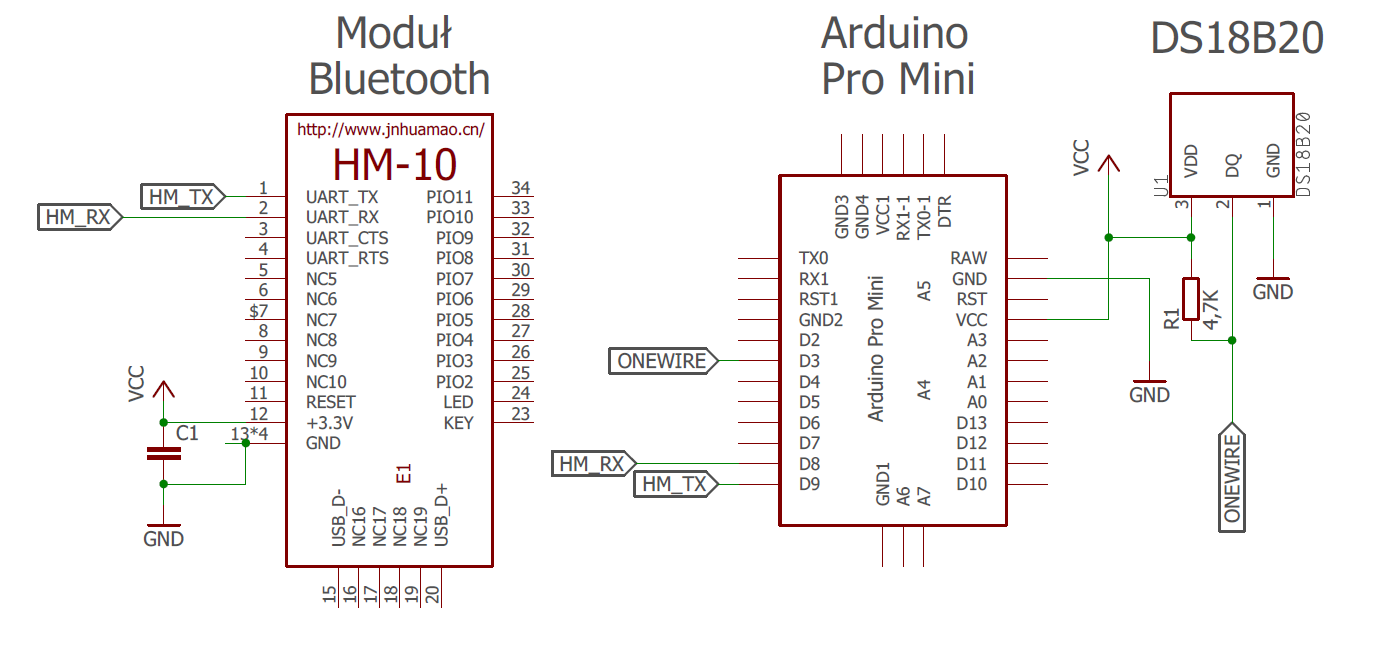 Moduł
Bluetooth
Arduino
Pro Mini
DS18B20
http://www.jnhuamao.cn/
HM-10
HM_TX
HM_RX
1 UART_TX PIO11 34
2 UART_RX PIO10 33
3 UART_CTS PIO9 32
4 UART_RTS PIO8 31
5 NC5 PIO7 30
6 NC6 PIO6 29
$7 NC7 PIO5 28
8 NC8 PIO4 27
9 NC9 PIO3 26
10 NC10 PIO2 25
11 RESET LED 24
12 +3.3V KEY 23
13*4 GND
VCC
C1
GND
E1
USB_D-
NC16
NC17
NC18
NC19
USB_D+
15
16
17
18
19
20
GND3
GND4
VCC1
RX1-1
TX0-1
DTR
TX0 RAW
RX1 GND
RST1 RST
GND2 VCC
D2 A3
D3 A2
D4 A1
D5 A0
D6 D13
D7 D12
D8 D11
D9 D10
Arduino Pro Mini
A5
A4
GND1
A6
A7
ONEWIRE
HM_RX
HM_TX
VCC
GND
U1
VDD
DQ
GND
DS18B20
3
2
1
R1
4,7K
GND
ONEWIRE